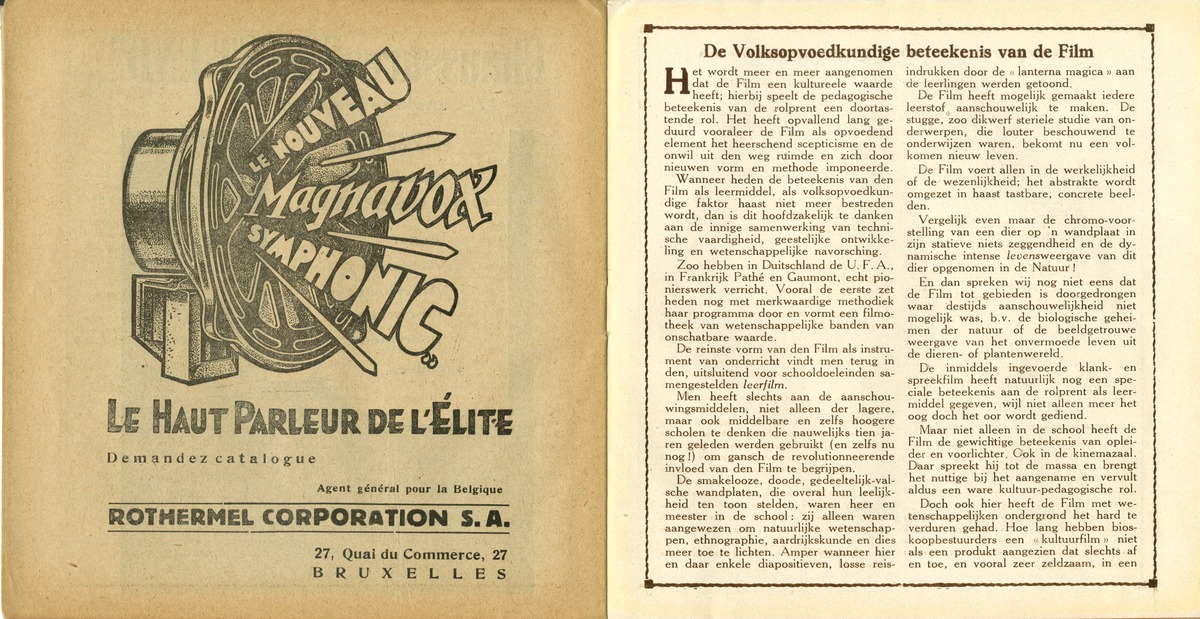 LE NOUVEAU
Magnavox
SYMPHONIC»
LE HAUT PARLEUR DE L'ÉLITE
Demandez catalogue
Agent général pour la Belgique
ROTHERMEL CORPORATION S. A.
27, Quai du Commerce, 27
BRUXELLES
De Volksopvoedkundige beteekenis van de Film
Het wordt meer en meer aangenomen
dat de Film een kultureele waarde
heeft; hierbij speelt de pedagogische
beteekenis van de rolprent een doortas-
tende rol. Het heeft opvallend lang ge-
duurd vooraleer de Film als opvoedend
element het heerschend scepticisme en de
onwil uit den weg ruimde en zich door
nieuwen vorm en methode imponeerde.
Wanneer heden de beteekenis van den
Film als leermiddel, als volksopvoedkun-
dige faktor haast niet meer bestreden
wordt, dan is dit hoofdzakelijk te danken
aan de innige samenwerking van techni-
sche vaardigheid, geestelijke ontwikke-
ling en wetenschappelijke navorsching.
Zoo hebben in Duitschland de U. F. A.,
in Frankrijk Pathé en Gaumont, echt pio-
nierswerk verricht. Vooral de eerste zet
heden nog met merkwaardige methodiek
haar programma door en vormt een filmo-
theek van wetenschappelijke banden van
onschatbare waarde.
De reinste vorm van den Film als instru-
ment van onderricht vindt men terug in
den, uitsluitend voor schooldoeleinden sa-
mengestelden leerfilm.
Men heeft slechts aan de aanschou-
wingsmiddelen, niet alleen der lagere,
maar ook middelbare en zelfs hoogere
scholen te denken die nauwelijks tien ja-
ren geleden werden gebruikt (en zelfs nu
nog!) om gansch de revolutionneerende
invloed van den Film te begrijpen.
De smakelooze, doode, gedeeltelijk-val-
sche wandplaten, die overal hun leelijk-
heid ten toon stelden, waren heer en
meester in de school: zij alleen waren
aangewezen om natuurlijke wetenschap-
pen, ethnographie, aardrijkskunde en dies
meer toe te lichten. Amper wanneer hier
en daar enkele diapositieven, losse reis-
indrukken door de « lanterna magica » aan
de leerlingen werden getoond.
De Film heeft mogelijk gemaakt iedere
leerstof aanschouwelijk te maken. De
stugge, zoo dikwerf steriele studie van on-
derwerpen, die louter beschouwend te
onderwijzen waren, bekomt nu een vol-
komen nieuw leven.
De Film voert allen in de werkelijkheid
of de wezenlijkheid; het abstrakte wordt
omgezet in haast tastbare, concrete beel-
den.
Vergelijk even maar de chromo-voor-
stelling van een dier op 'n wandplaat in
zijn statieve niets zeggendheid en de dy-
namische intense levensweergave van dit
dier opgenomen in de Natuur!
En dan spreken wij nog niet eens dat
de Film tot gebieden is doorgedrongen
waar destijds aanschouwelijkheid niet
mogelijk was, b.v. de biologische gehei-
men der natuur of de beeldgetrouwe
weergave van het onvermoede leven uit
de dieren- of plantenwereld.
De inmiddels ingevoerde klank- en
spreekfilm heeft natuurlijk nog een spe-
ciale beteekenis aan de rolprent als leer-
middel gegeven, wijl niet alleen meer het
oog doch het oor wordt gediend.
Maar niet alleen in de school heeft de
Film de gewichtige beteekenis van oplei-
der en voorlichter. Ook in de kinemazaal.
Daar spreekt hij tot de massa en brengt
het nuttige bij het aangename en vervult
aldus een ware kultuur-pedagogische rol.
Doch ook hier heeft de Film met we-
tenschappelijken ondergrond het hard te
verduren gehad. Hoe lang hebben bios-
koopbestuurders een « kultuurfilm » niet
als een produkt aangezien dat slechts af
en toe, en vooral zeer zeldzaam, in een